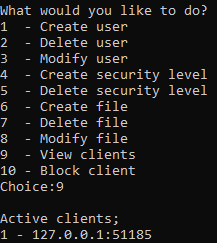 What would you like to do?
1  - Create user
2  - Delete user
3  - Modify user
4  - Create security level
5  - Delete security level
6  - Create file
7  - Delete file
8  - Modify file
9  - View clients
10 - Block client
Choice:9

Active clients;
1 - 127.0.0.1:51185